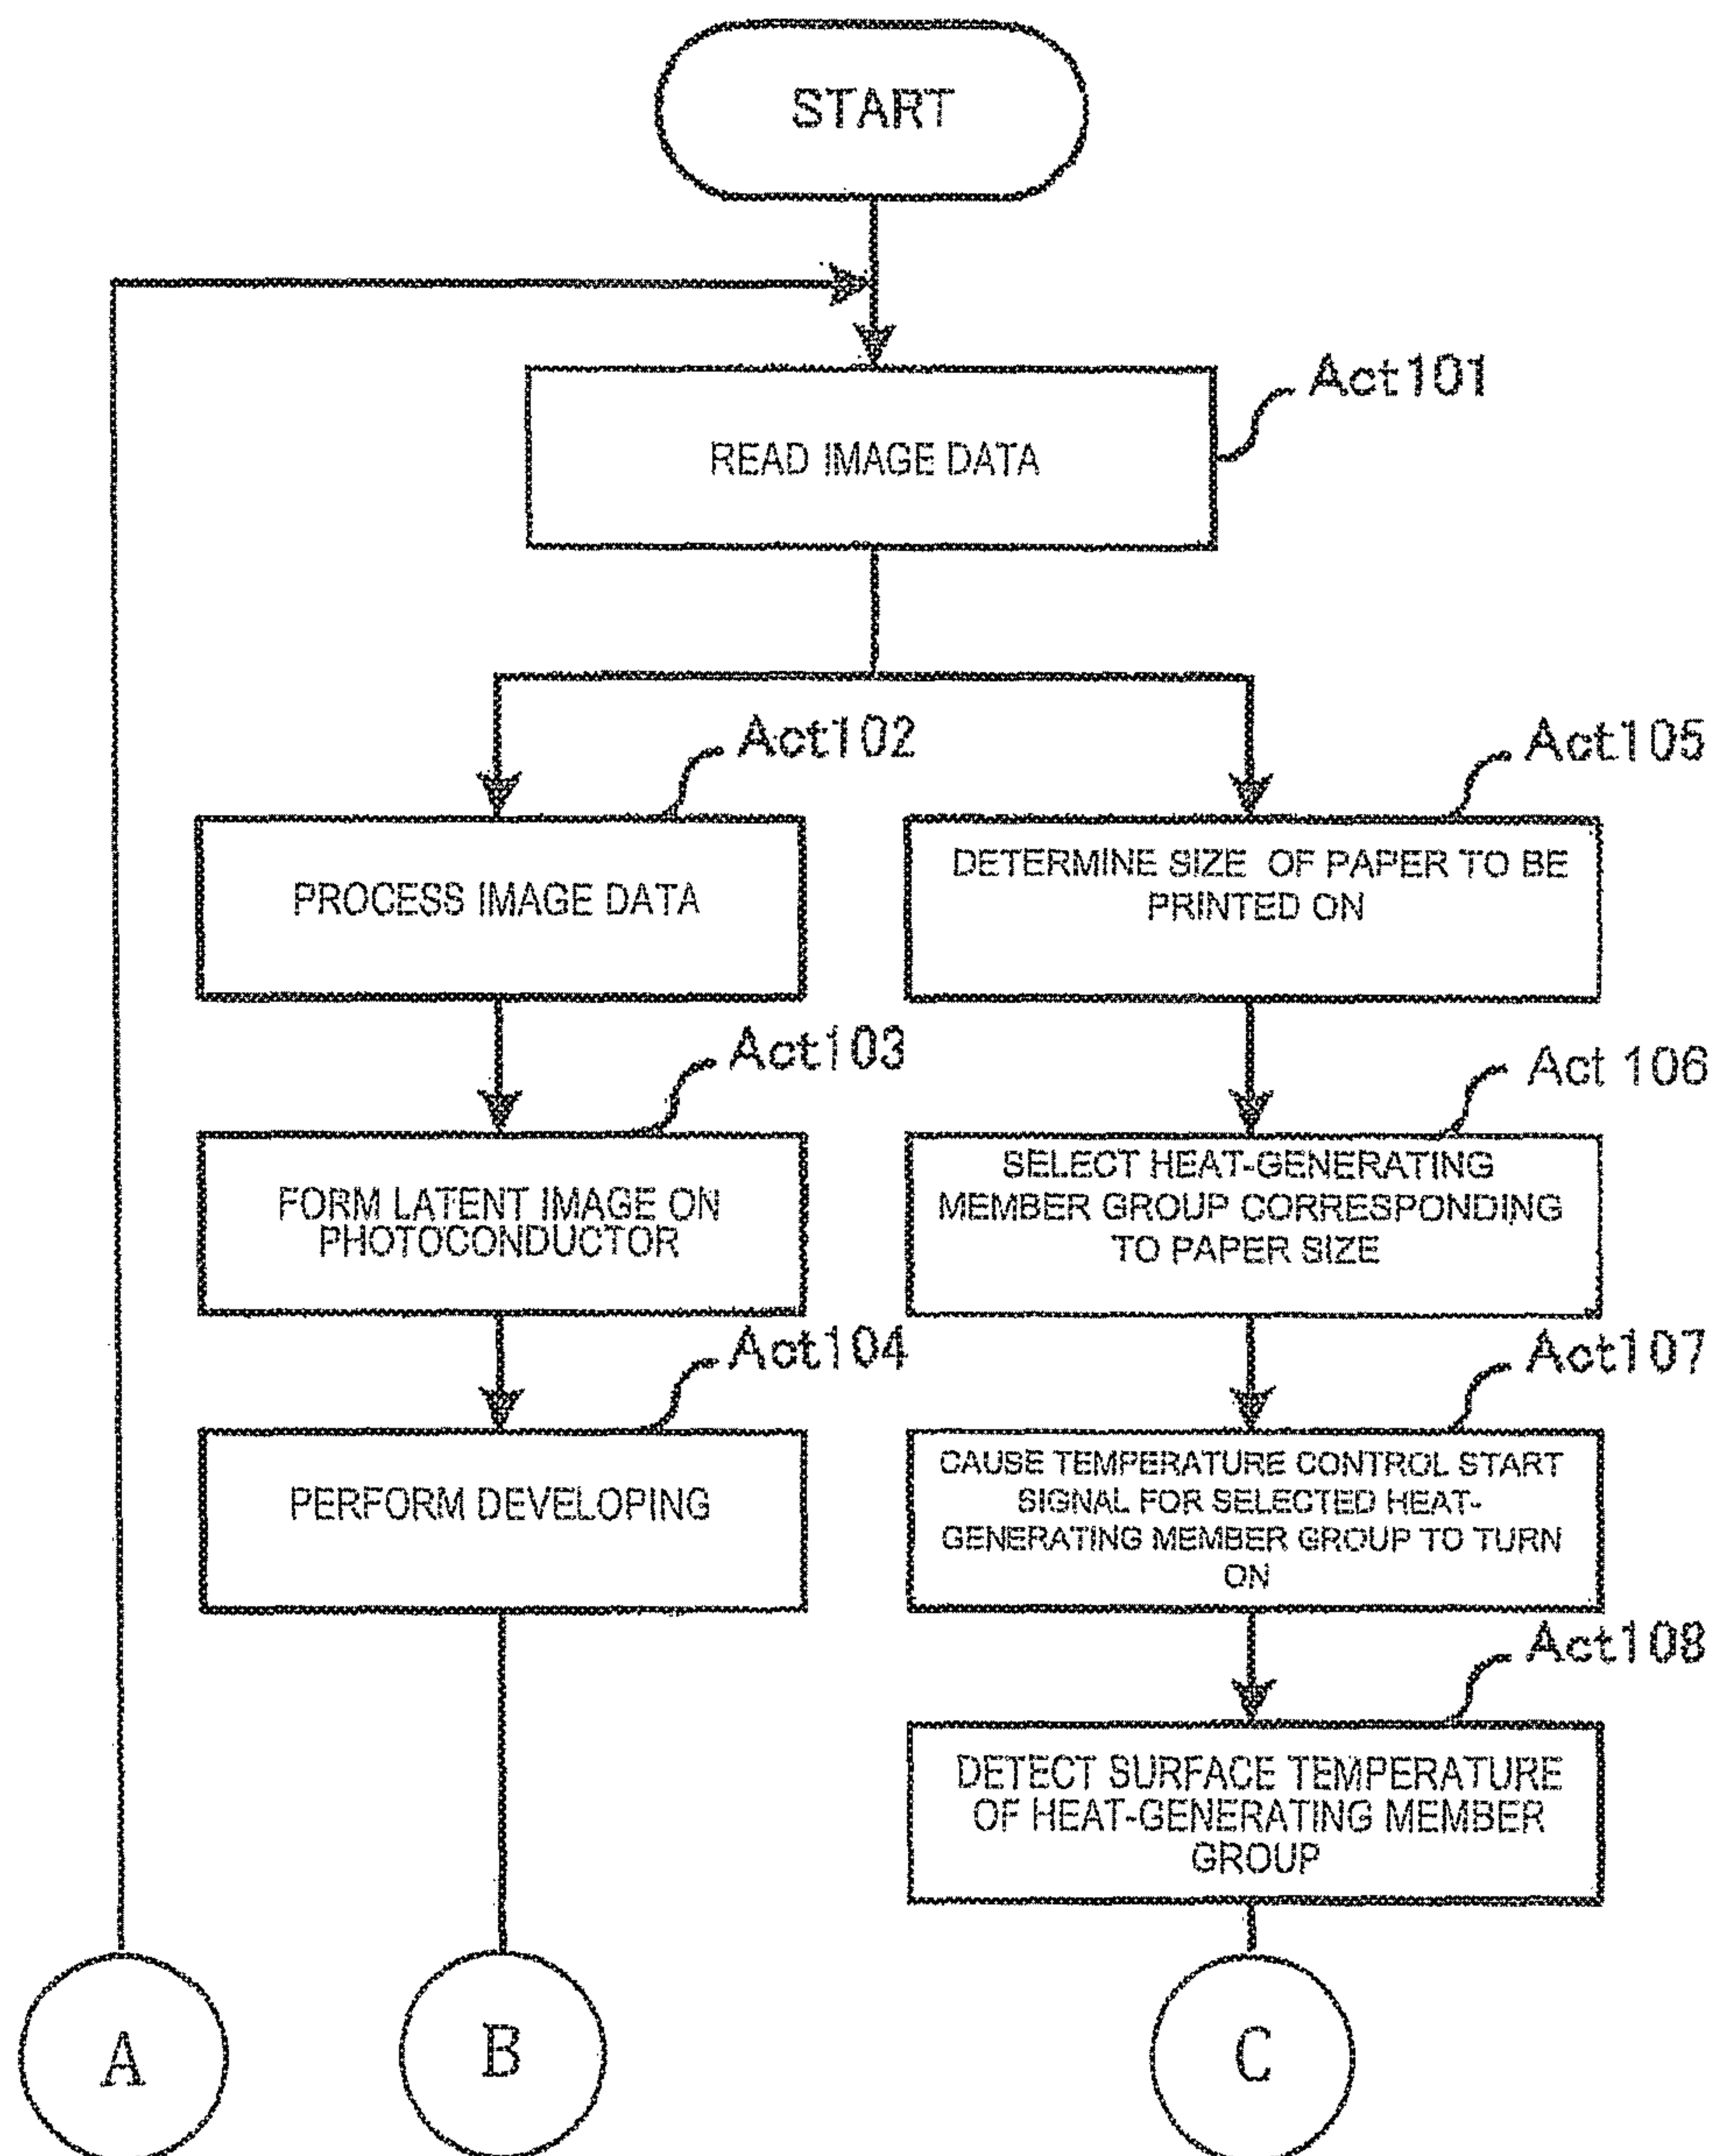 START
Act101
READ IMAGE DATA
Act102
PROCESS IMAGE DATA
Act103
FORM LATENT IMAGE ON
PHOTOCONDUCTOR
Act104
PERFORM DEVELOPING
Act105
DETERMINE SIZE OF PAPER TO BE
PRINTED ON
Act 106
SELECT HEAT-GENERATING
MEMBER GROUP CORRESPONDING
TO PAPER SIZE
Act107
CAUSE TEMPERATURE CONTROL START
SIGNAL FOR SELECTED HEAT-
GENERATING MEMBER GROUP TO TURN
ON
Act108
DETECT SURFACE TEMPERATURE
OF HEAT-GENERATING MEMBER
GROUP
A
B
C